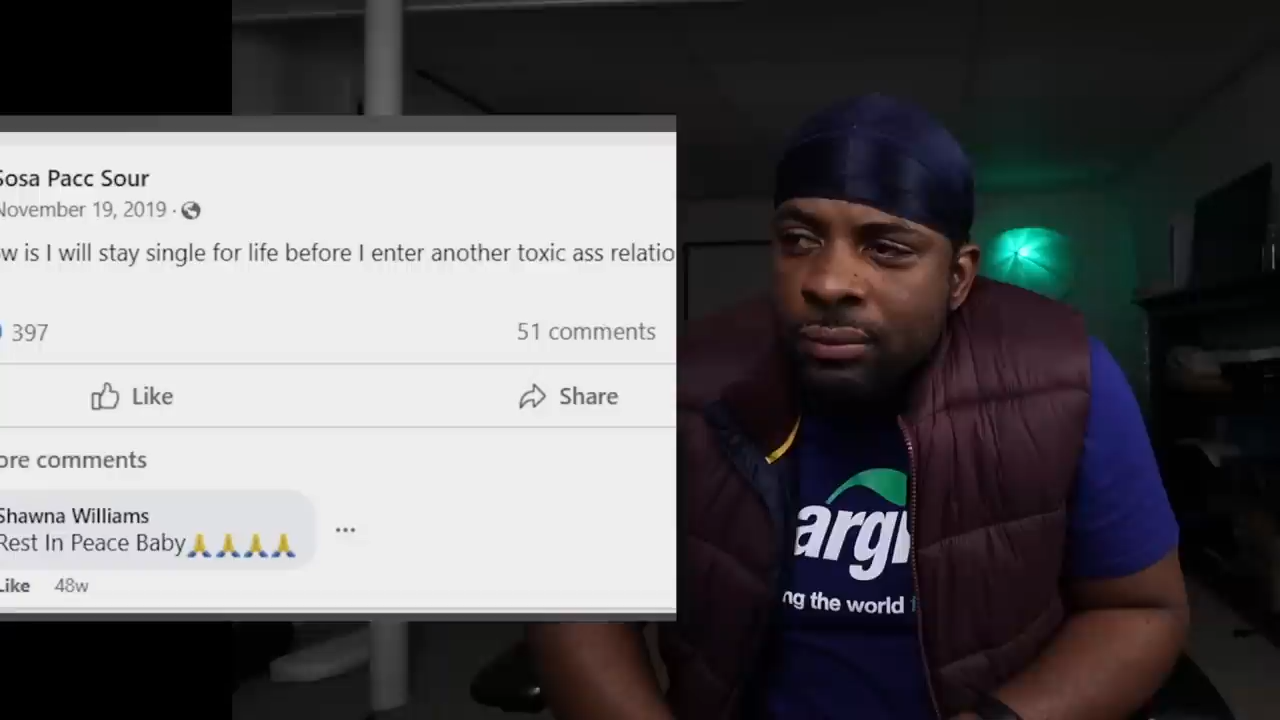 Sosa Pacc Sour
November 19, 2019 ·
w is I will stay single for life before I enter another toxic ass relatio
397
51 comments
Like
Share
ore comments
Shawna Williams
Rest In Peace Baby🙏🙏🙏🙏
...
Like 48w
argi
ng the world